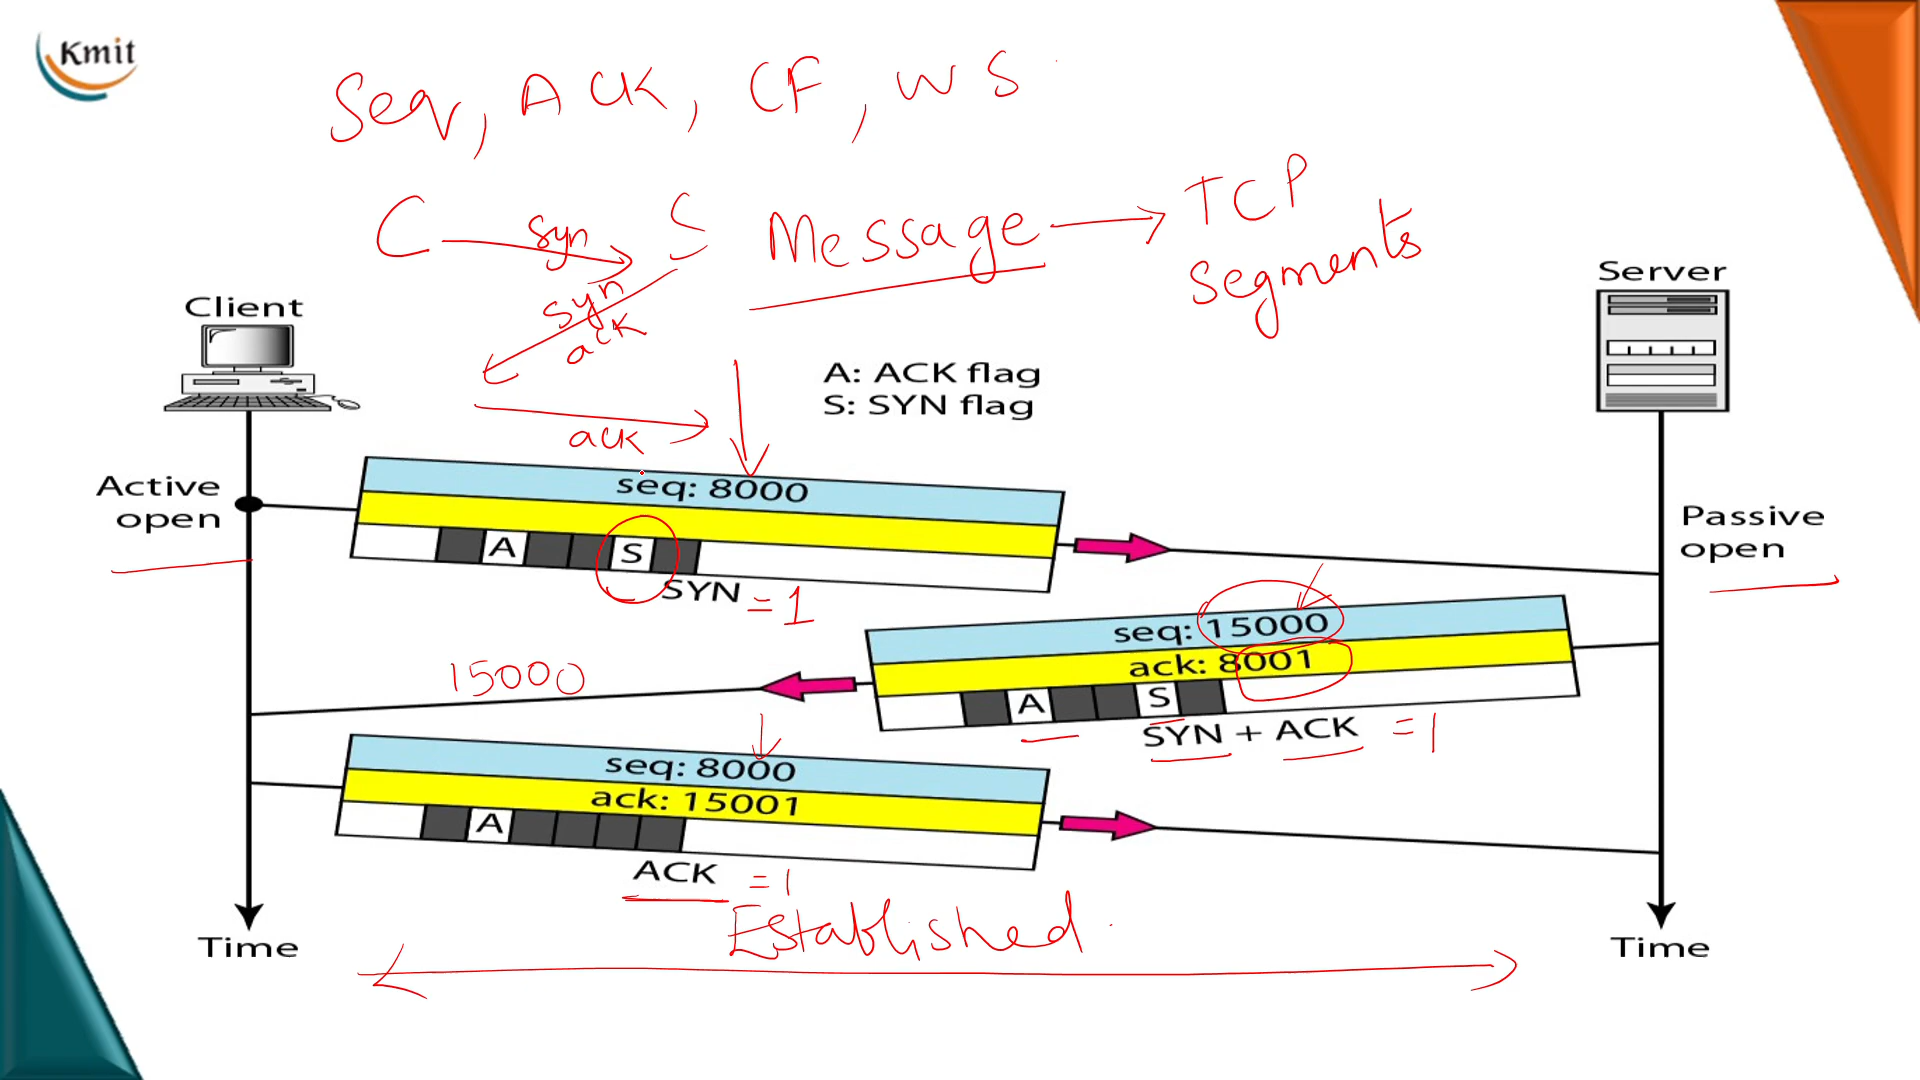 Kmit
Seq, ACK, CF, WS
C syn S Message TCP
Segments
syn
ack
ack
Client
Server
A: ACK flag
S: SYN flag
Active
open
Passive
open
seq: 8000
A S
SYN = 1
seq: 15000
ack: 8001
A S
SYN + ACK = 1
15000
seq: 8000
ack: 15001
A
ACK = 1
Established
Time
Time